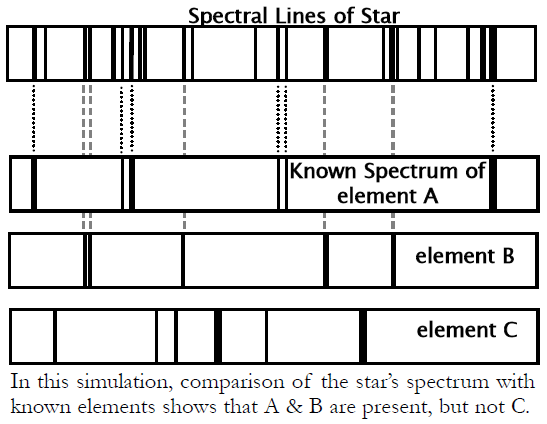 Spectral Lines of Star
Known Spectrum of
element A
element B
element C
In this simulation, comparison of the star's spectrum with
known elements shows that A & B are present, but not C.